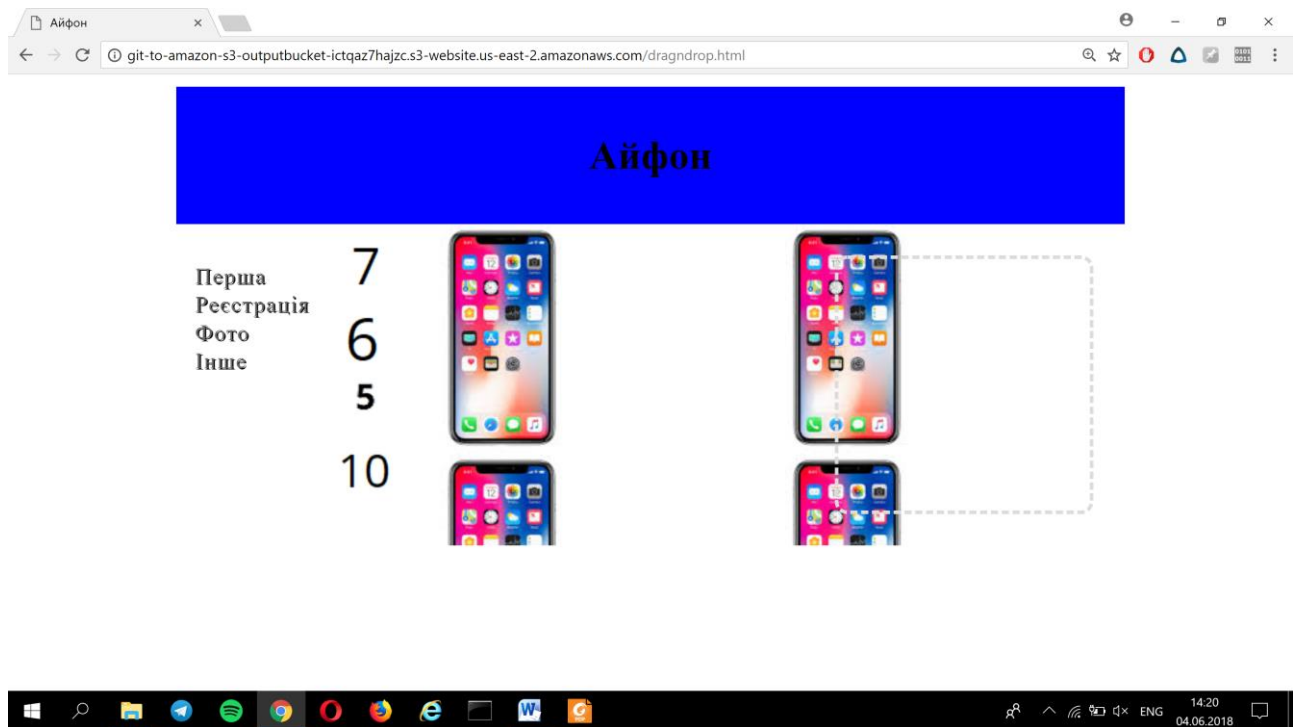 Айфон
git-to-amazon-s3-outputbucket-ictqaz7hajzc.s3-website.us-east-2.amazonaws.com/dragndrop.html
Айфон
Перша
Реєстрація
Фото
Інше
7
6
5
10
ENG
14:20
04.06.2018